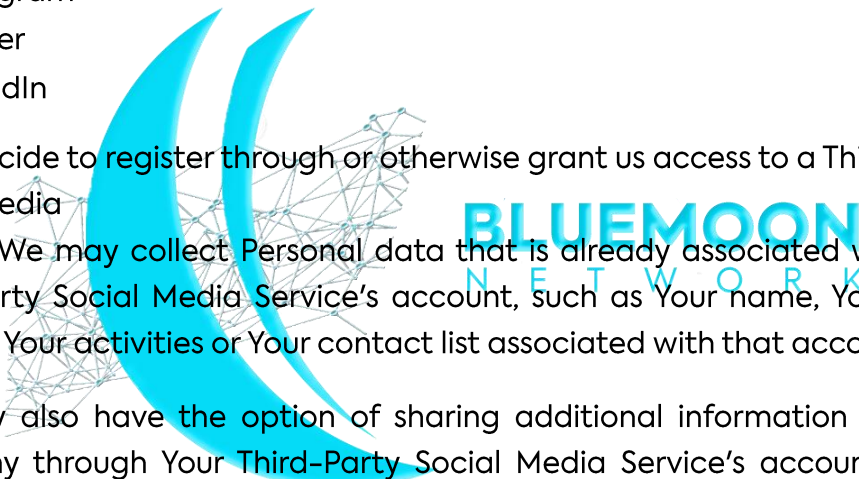 er
dIn
cide to register through or otherwise grant us access to a Thi
edia
BLUEMOON
We may collect Personal data that is already associated w
NETWORK
rty Social Media Service's account, such as Your name, Yo
Your activities or Your contact list associated with that acco
y also have the option of sharing additional information
ny through Your Third-Party Social Media Service's accoun